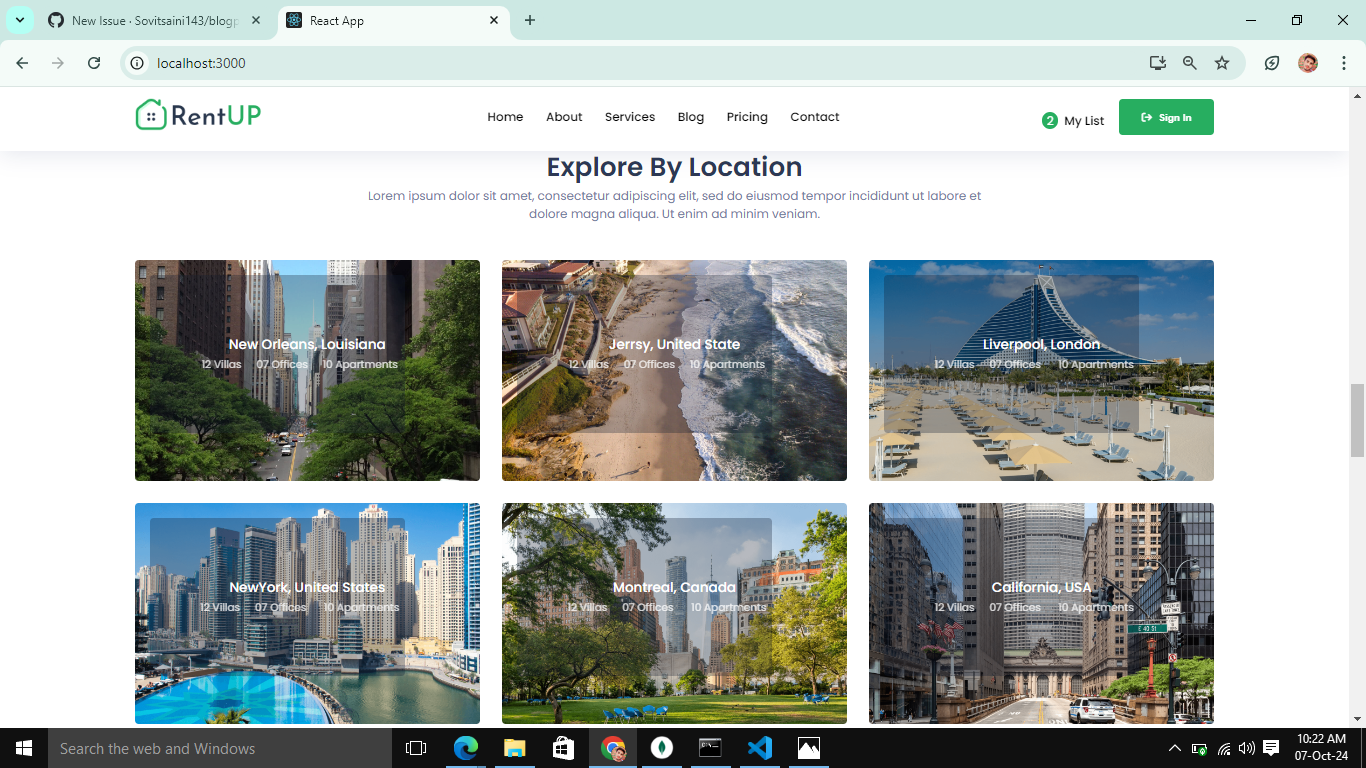 New Issue · Sovitsaini143/blogp
React App
localhost:3000
RentUP
Home About Services Blog Pricing Contact
2 My List Sign In
Explore By Location
Lorem ipsum dolor sit amet, consectetur adipiscing elit, sed do eiusmod tempor incididunt ut labore et
dolore magna aliqua. Ut enim ad minim veniam.
New Orleans, Louisiana
12 Villas 07 Offices 10 Apartments
Jerrsy, United State
12 Villas 07 Offices 10 Apartments
Liverpool, London
12 Villas 07 Offices 10 Apartments
NewYork, United States
12 Villas 07 Offices 10 Apartments
Montreal, Canada
12 Villas 07 Offices 10 Apartments
California, USA
12 Villas 07 Offices 10 Apartments
E 40 ST
Search the web and Windows
10:22 AM
07-Oct-24